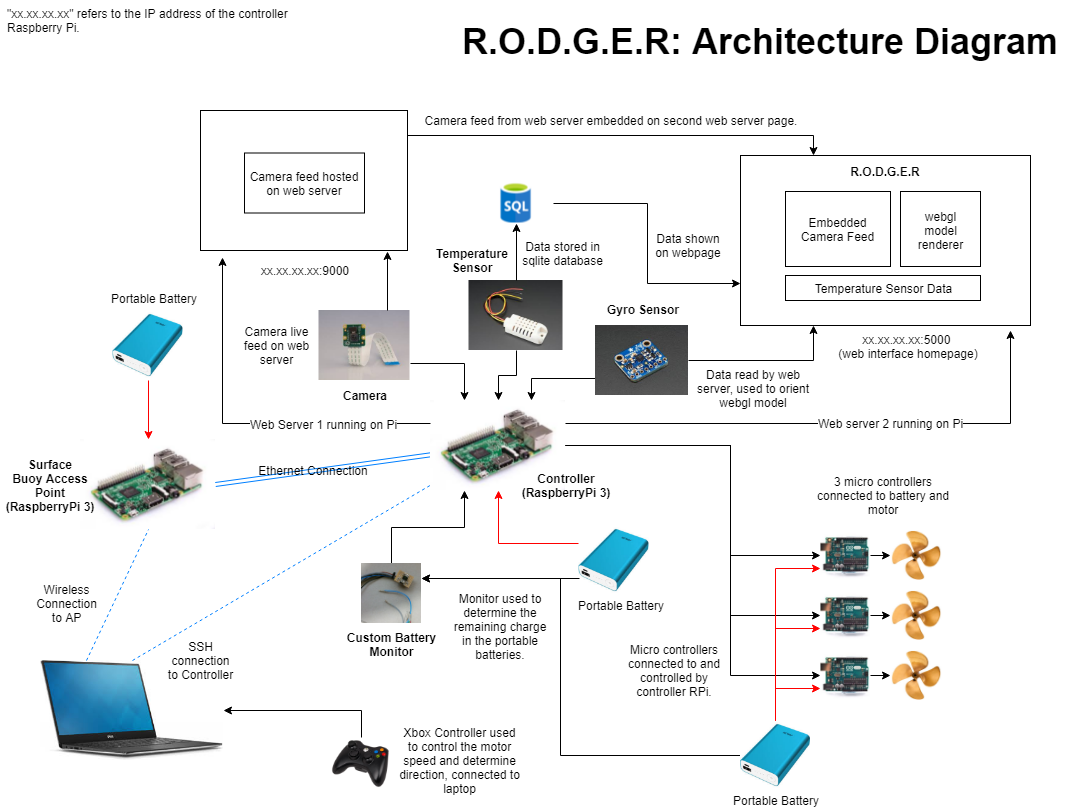 "xx.xx.xx.xx" refers to the IP address of the controller
Raspberry Pi.
R.O.D.G.E.R: Architecture Diagram
Camera feed from web server embedded on second web server page.
Camera feed hosted
on web server
R.O.D.G.E.R
Embedded
Camera Feed
webgl
model
renderer
Temperature Sensor Data
SQL
Data shown
on webpage
Data stored in
sqlite database
Temperature
Sensor
xx.xx.xx.xx:9000
Portable Battery
Gyro Sensor
Camera live
feed on web
server
Camera
xx.xx.xx.xx:5000
(web interface homepage)
Data read by web
server, used to orient
webgl model
Web Server 1 running on Pi
Web server 2 running on Pi
Surface
Buoy Access
Point
(RaspberryPi 3)
Ethernet Connection
Controller
(RaspberryPi 3)
3 micro controllers
connected to battery and
motor
Wireless
Connection
to AP
Custom Battery
Monitor
Monitor used to
determine the
remaining charge
in the portable
batteries.
Portable Battery
SSH
connection
to Controller
Micro controllers
connected to and
controlled by
controller RPi.
Xbox Controller used
to control the motor
speed and determine
direction, connected to
laptop
Portable Battery